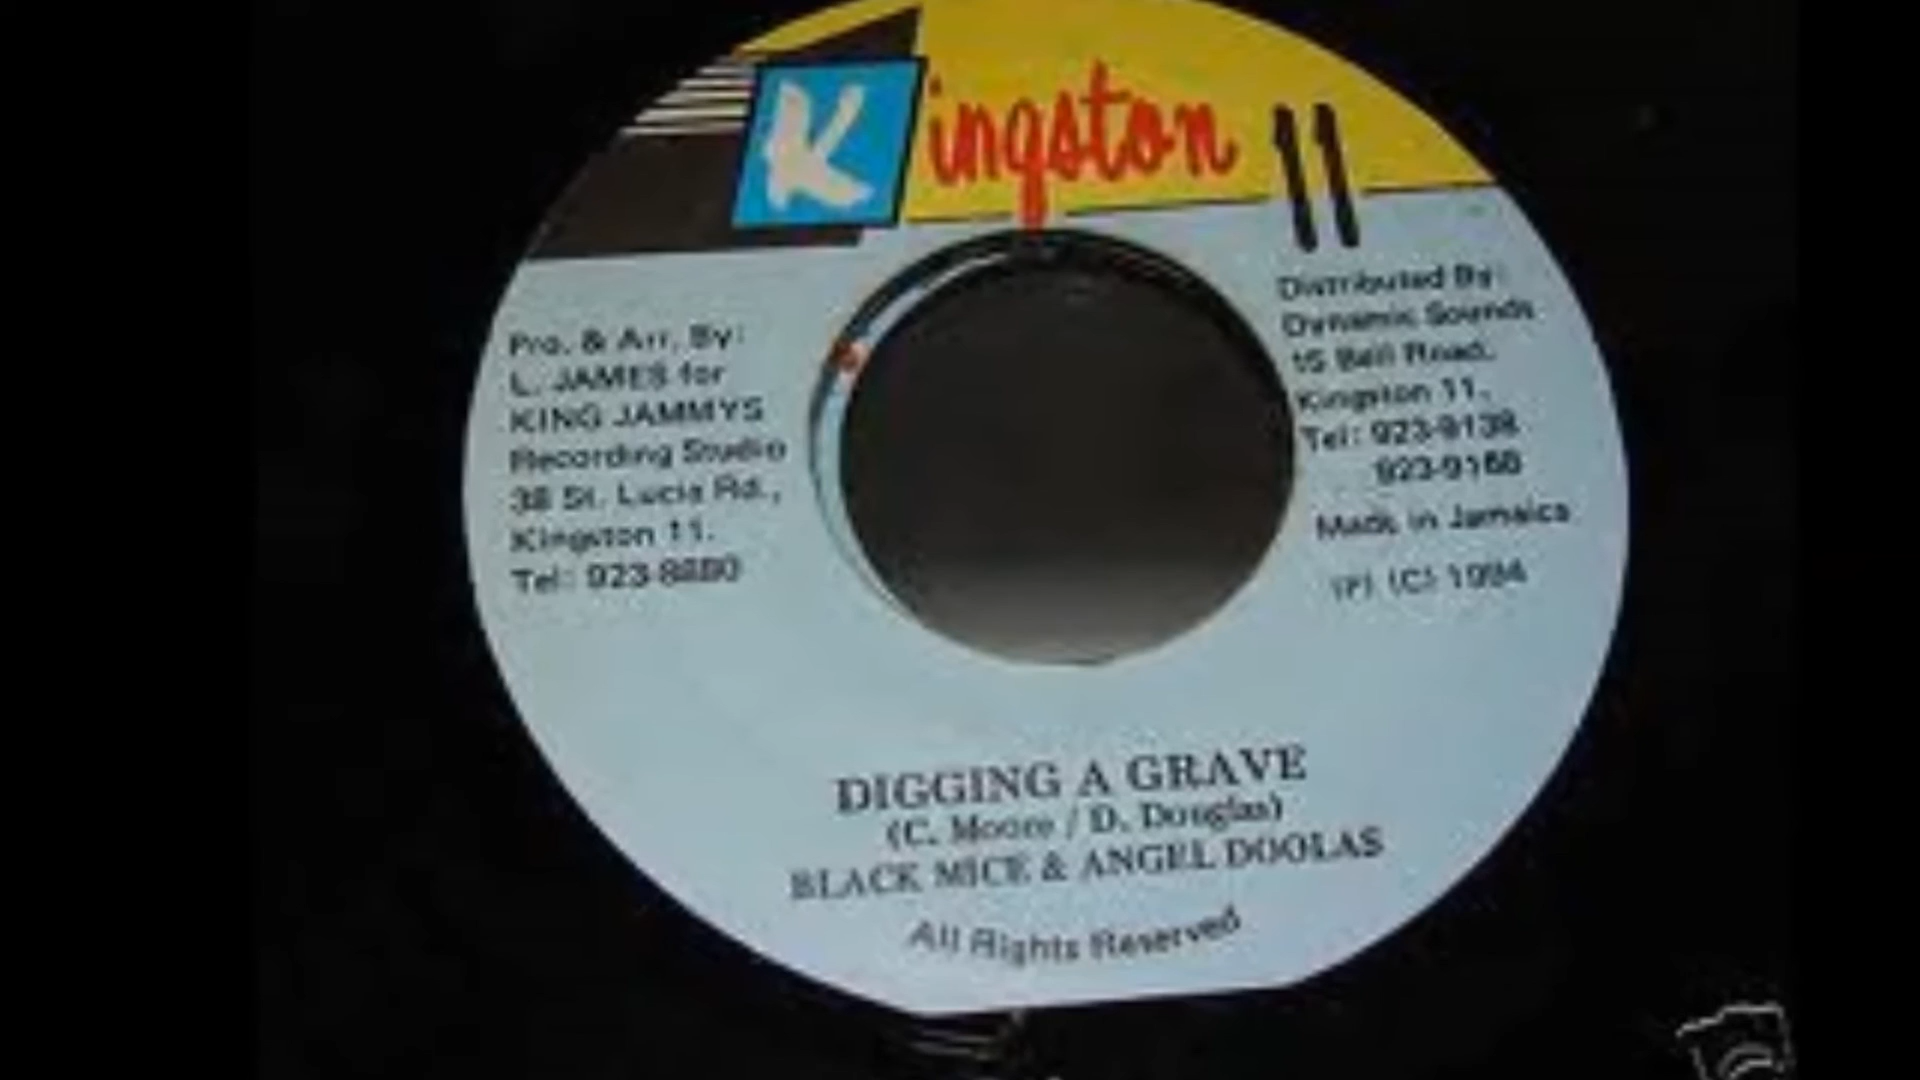 Kingston 11
Pro. & Arr. By:
L. JAMES for
KING JAMMYS
Recording Studio
38 St. Lucia Rd.,
Kingston 11.
Tel: 923-8880
Distributed By:
Dynamic Sounds
15 Bell Road,
Kingston 11.
Tel: 923-9138
923-9168
Made in Jamaica
(P) (C) 1994
DIGGING A GRAVE
(C. Moore / D. Douglas)
BLACK MICE & ANGEL DOOLAS
All Rights Reserved